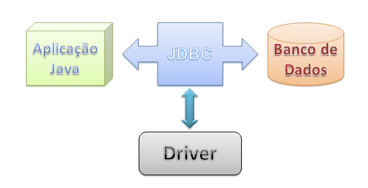 Aplicação
Java
JDBC
Banco de
Dados
Driver